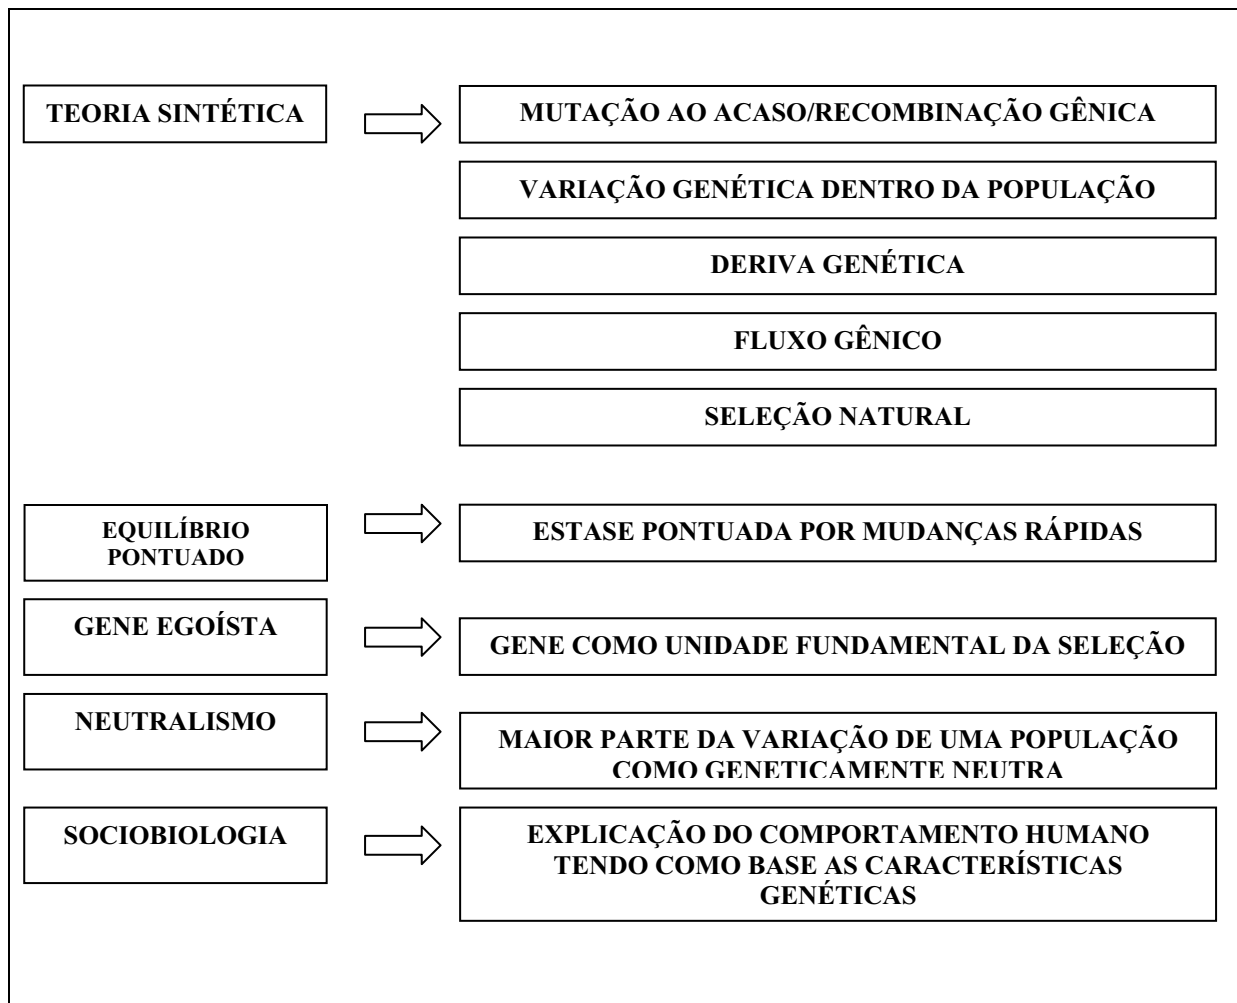 TEORIA SINTÉTICA
MUTAÇÃO AO ACASO/RECOMBINAÇÃO GÊNICA
VARIAÇÃO GENÉTICA DENTRO DA POPULAÇÃO
DERIVA GENÉTICA
FLUXO GÊNICO
SELEÇÃO NATURAL
EQUILÍBRIO
PONTUADO
ESTASE PONTUADA POR MUDANÇAS RÁPIDAS
GENE EGOÍSTA
GENE COMO UNIDADE FUNDAMENTAL DA SELEÇÃO
NEUTRALISMO
MAIOR PARTE DA VARIAÇÃO DE UMA POPULAÇÃO
COMO GENETICAMENTE NEUTRA
SOCIOBIOLOGIA
EXPLICAÇÃO DO COMPORTAMENTO HUMANO
TENDO COMO BASE AS CARACTERÍSTICAS
GENÉTICAS